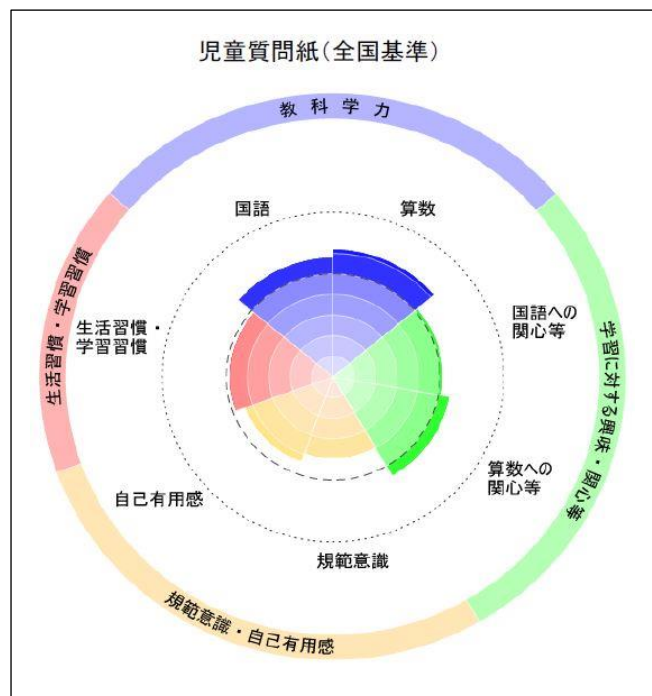 児童質問紙(全国基準)
教科学力
国語
算数
生活習慣・学習習慣
生活習慣・
学習習慣
国語への
関心等
学習に対する興味・関心等
算数への
関心等
自己有用感
規範意識
規範意識・自己有用感